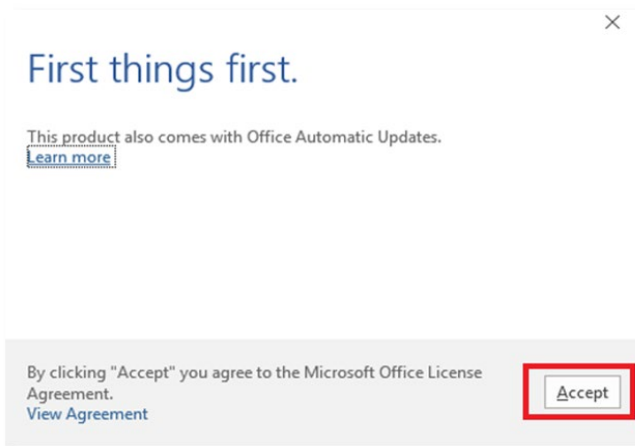 First things first.
This product also comes with Office Automatic Updates.
Learn more
By clicking "Accept" you agree to the Microsoft Office License
Agreement.
View Agreement
Accept